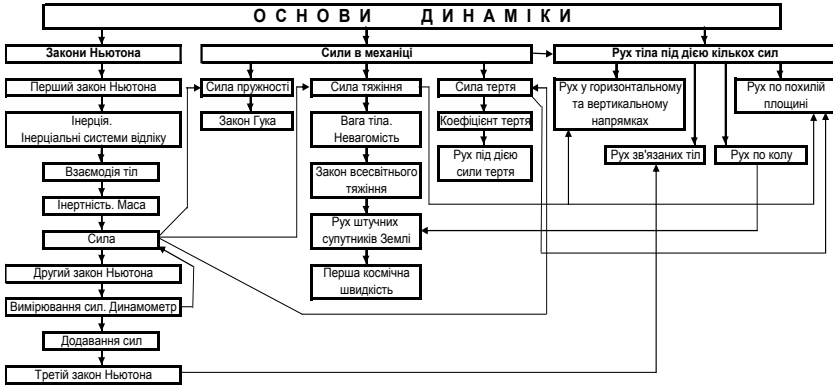 ОСНОВИ ДИНАМІКИ
Закони Ньютона
Сили в механіці
Рух тіла під дією кількох сил
Перший закон Ньютона
Інерція.
Інерціальні системи відліку
Взаємодія тіл
Інертність. Маса
Сила
Другий закон Ньютона
Вимірювання сил. Динамометр
Додавання сил
Третій закон Ньютона
Сила пружності
Закон Гука
Сила тяжіння
Вага тіла.
Невагомість
Закон всесвітнього
тяжіння
Рух штучних
супутників Землі
Перша космічна
швидкість
Сила тертя
Коефіцієнт тертя
Рух під дією
сили тертя
Рух у горизонтальному
та вертикальному
напрямках
Рух зв'язаних тіл
Рух по колу
Рух по похилій
площині